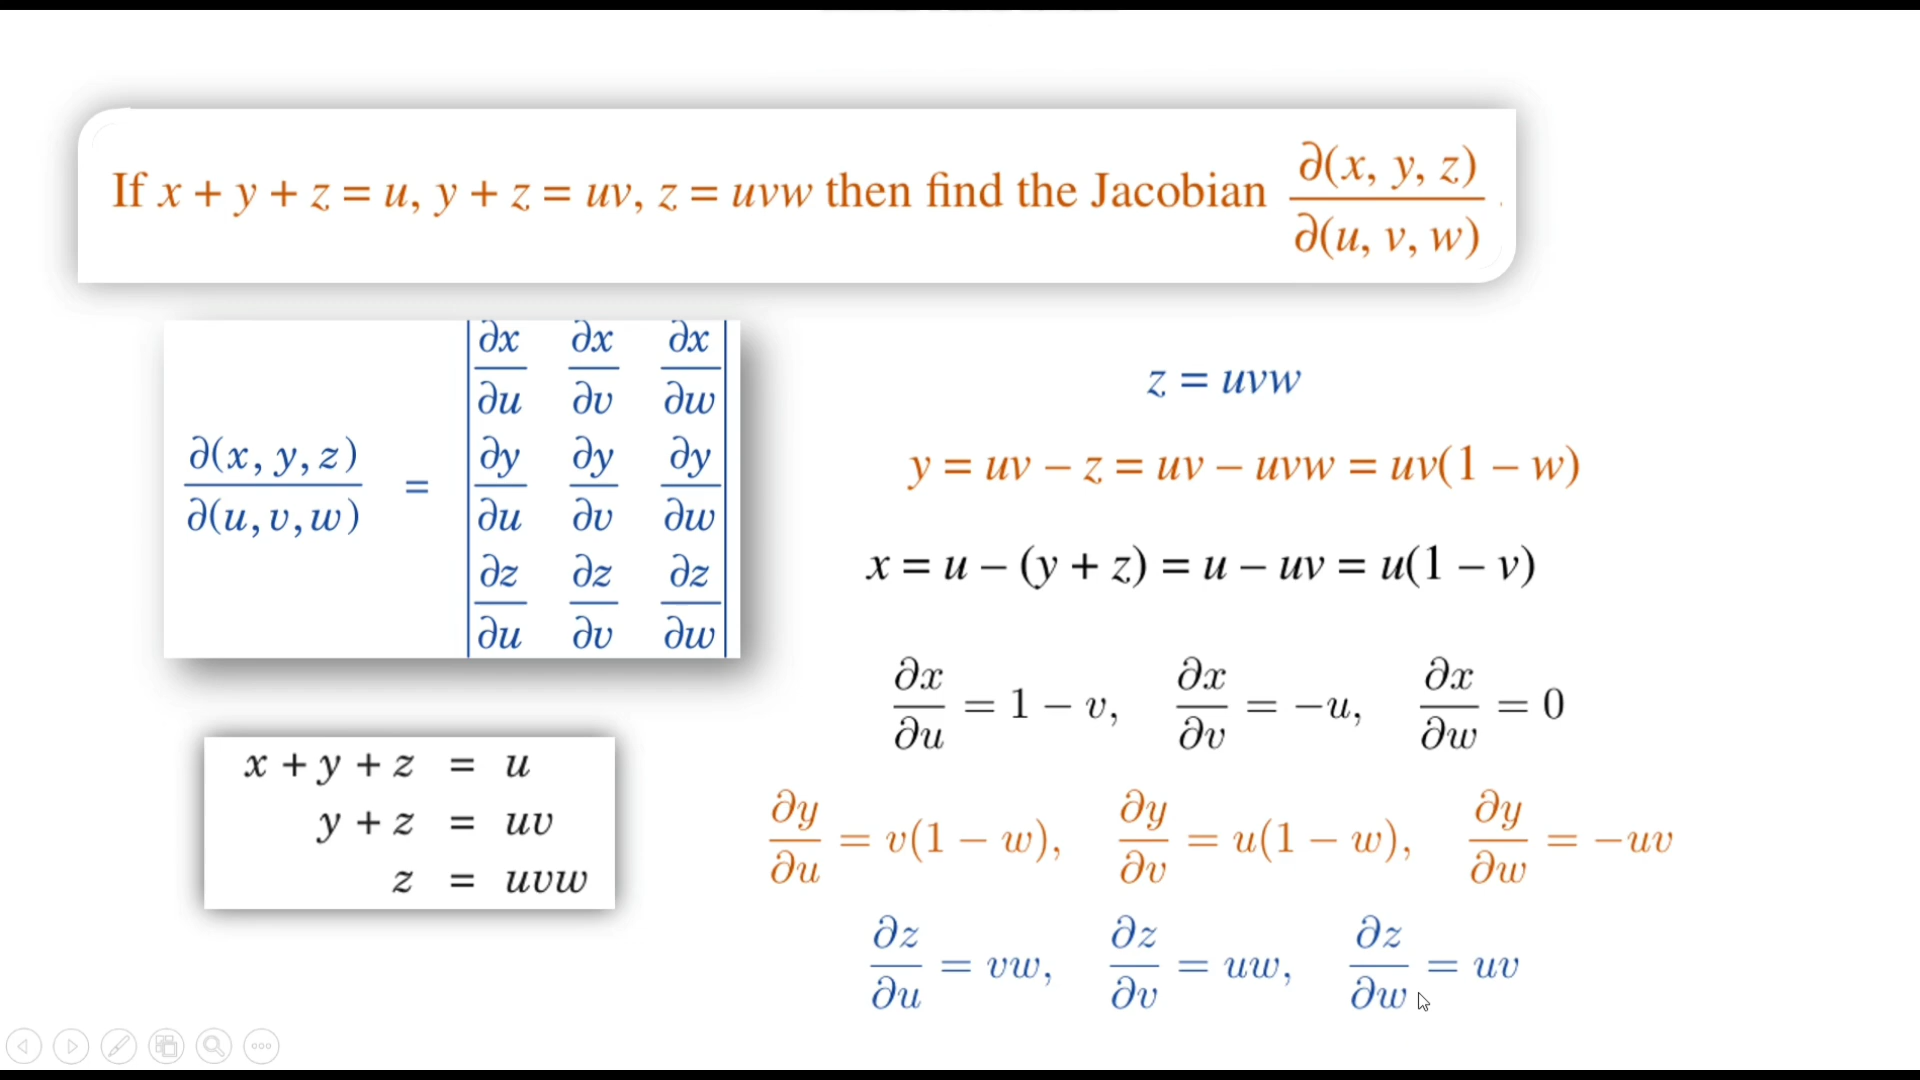 If x + y + z = u, y + z = uv, z = uvw then find the Jacobian ∂(x, y, z)/∂(u, v, w) .
∂(x, y, z)/∂(u, v, w) = | ∂x/∂u ∂x/∂v ∂x/∂w |
| ∂y/∂u ∂y/∂v ∂y/∂w |
| ∂z/∂u ∂z/∂v ∂z/∂w |
x + y + z = u
y + z = uv
z = uvw
z = uvw
y = uv − z = uv − uvw = uv(1 − w)
x = u − (y + z) = u − uv = u(1 − v)
∂x/∂u = 1 − v, ∂x/∂v = −u, ∂x/∂w = 0
∂y/∂u = v(1 − w), ∂y/∂v = u(1 − w), ∂y/∂w = −uv
∂z/∂u = vw, ∂z/∂v = uw, ∂z/∂w = uv